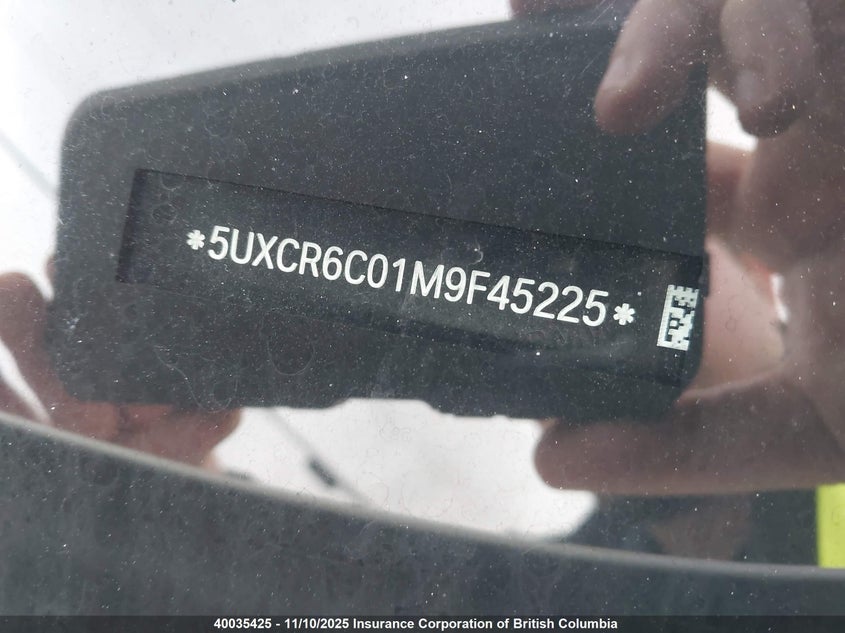 *5UXCR6C01M9F45225*
40035425 - 11/10/2025 Insurance Corporation of British Columbia